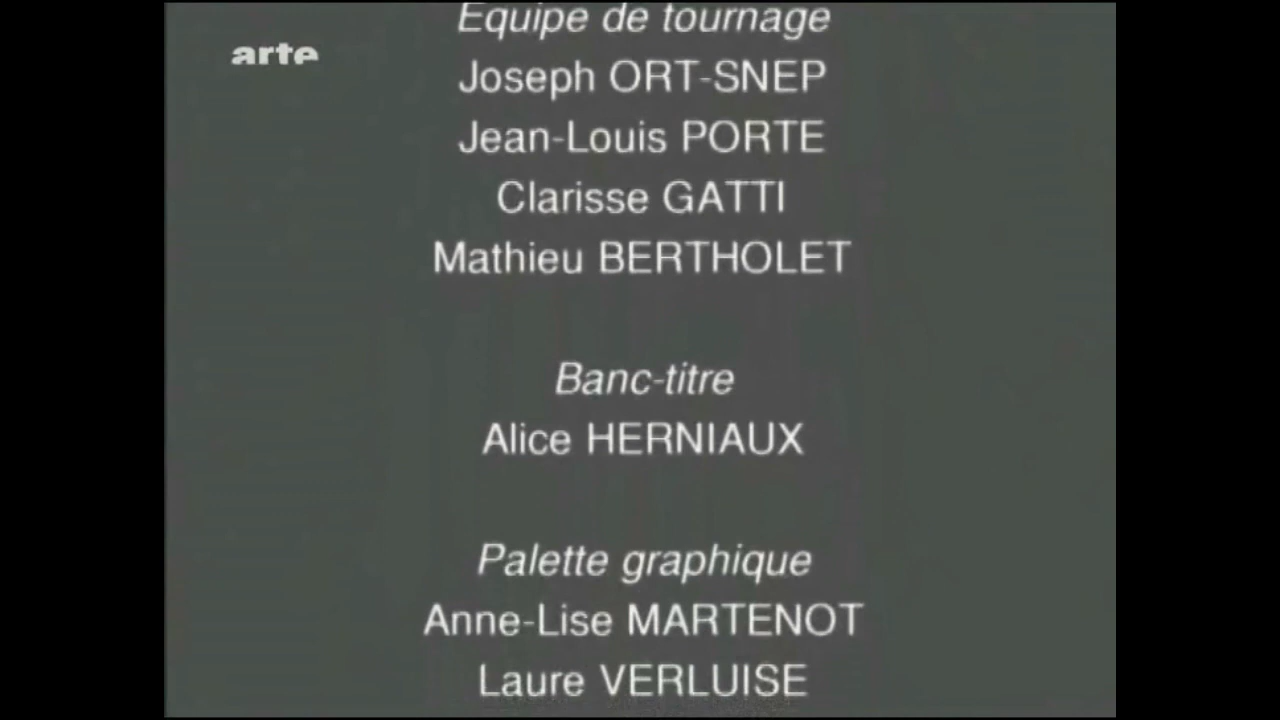 arte
Equipe de tournage
Joseph ORT-SNEP
Jean-Louis PORTE
Clarisse GATTI
Mathieu BERTHOLET
Banc-titre
Alice HERNIAUX
Palette graphique
Anne-Lise MARTENOT
Laure VERLUISE